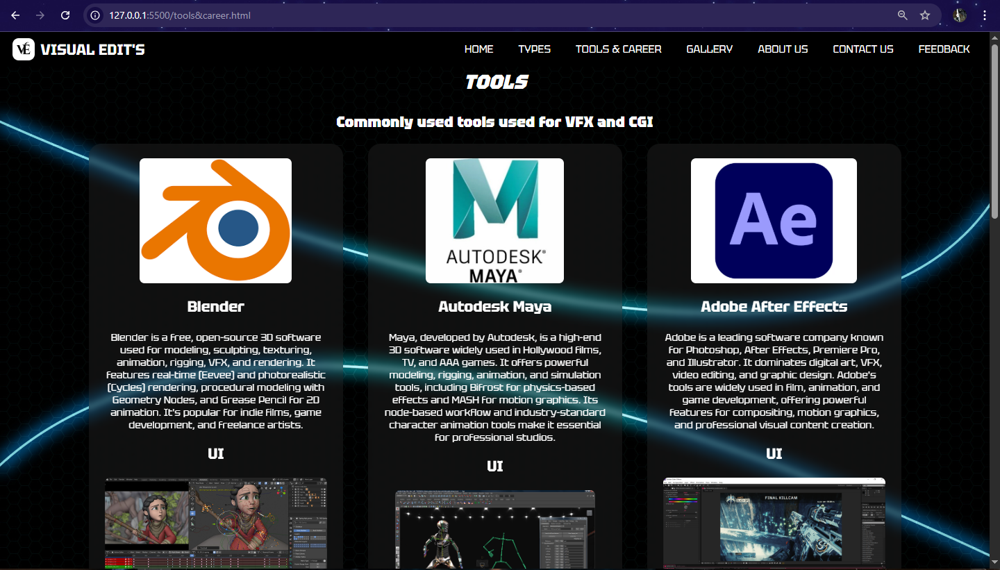 127.0.0.1:5500/tools&career.html
VE VISUAL EDIT'S
HOME TYPES TOOLS & CAREER GALLERY ABOUT US CONTACT US FEEDBACK
TOOLS
Commonly used tools used for VFX and CGI
Blender
Blender is a free, open-source 3D software
used for modeling, sculpting, texturing,
animation, rigging, VFX, and rendering. It
features real-time (Eevee) and photorealistic
(Cycles) rendering, procedural modeling with
Geometry Nodes, and Grease Pencil for 2D
animation. It's popular for indie films, game
development, and freelance artists.
UI
AUTODESK®
MAYA®
Autodesk Maya
Maya, developed by Autodesk, is a high-end
3D software widely used in Hollywood films,
TV, and AAA games. It offers powerful
modeling, rigging, animation, and simulation
tools, including Bifrost for physics-based
effects and MASH for motion graphics. Its
node-based workflow and industry-standard
character animation tools make it essential
for professional studios.
UI
Ae
Adobe After Effects
Adobe is a leading software company known
for Photoshop, After Effects, Premiere Pro,
and Illustrator. It dominates digital art, VFX,
video editing, and graphic design. Adobe's
tools are widely used in film, animation, and
game development, offering powerful
features for compositing, motion graphics,
and professional visual content creation.
UI
FINAL KILLCAM